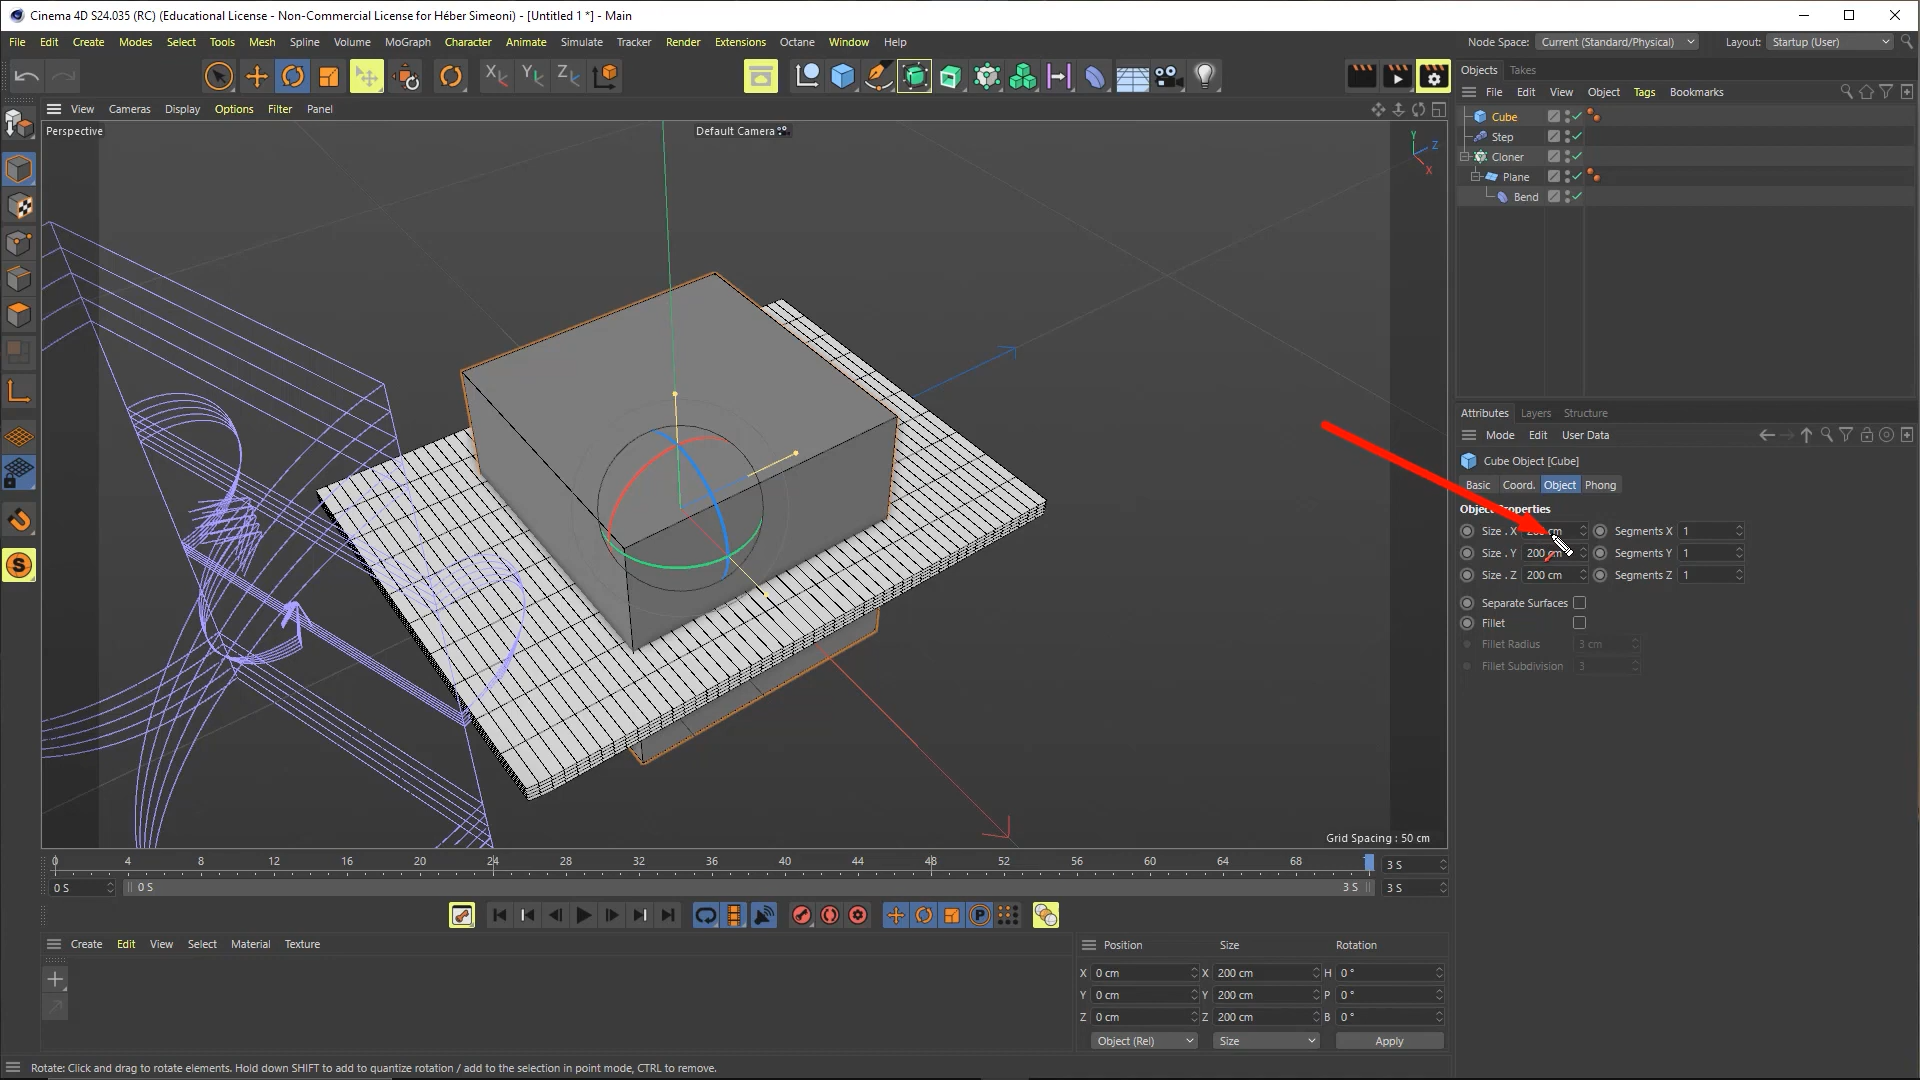 Cinema 4D S24.035 (RC) (Educational License - Non-Commercial License for Héber Simeoni) - [Untitled 1 *] - Main
File Edit Create Modes Select Tools Mesh Spline Volume MoGraph Character Animate Simulate Tracker Render Extensions Octane Window Help Node Space: Current (Standard/Physical) Layout: Startup (User)
X Y Z
Objects Takes
File Edit View Object Tags Bookmarks
View Cameras Display Options Filter Panel
Perspective
Default Camera
Y
Z
X
Cube
Step
Cloner
Plane
Bend
Attributes Layers Structure
Mode Edit User Data
Cube Object [Cube]
Basic Coord. Object Phong
Object Properties
Size . X 200 cm Segments X 1
Size . Y 200 cm Segments Y 1
Size . Z 200 cm Segments Z 1
Separate Surfaces
Fillet
Fillet Radius 3 cm
Fillet Subdivision 3
S
Grid Spacing : 50 cm
0 4 8 12 16 20 24 28 32 36 40 44 48 52 56 60 64 68 3 S
0 S 0 S 3 S 3 S
P
Create Edit View Select Material Texture
Position Size Rotation
X 0 cm X 200 cm H 0 °
Y 0 cm Y 200 cm P 0 °
Z 0 cm Z 200 cm B 0 °
Object (Rel) Size Apply
Rotate: Click and drag to rotate elements. Hold down SHIFT to add to quantize rotation / add to the selection in point mode, CTRL to remove.